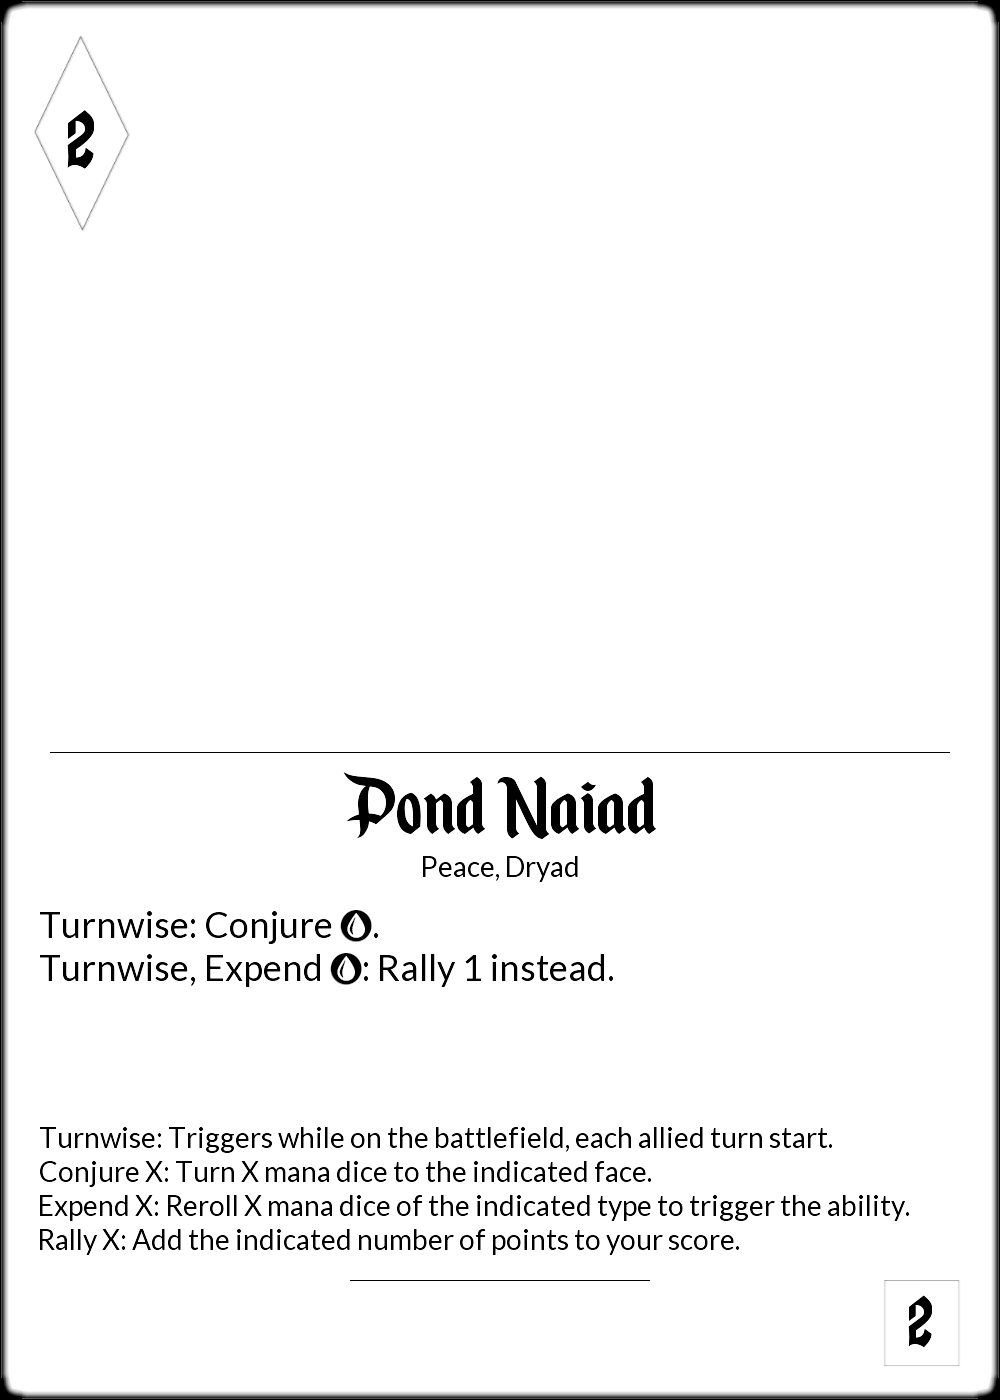 2
Pond Naiad
Peace, Dryad
Turnwise: Conjure 💧.
Turnwise, Expend 💧: Rally 1 instead.
Turnwise: Triggers while on the battlefield, each allied turn start.
Conjure X: Turn X mana dice to the indicated face.
Expend X: Reroll X mana dice of the indicated type to trigger the ability.
Rally X: Add the indicated number of points to your score.
2